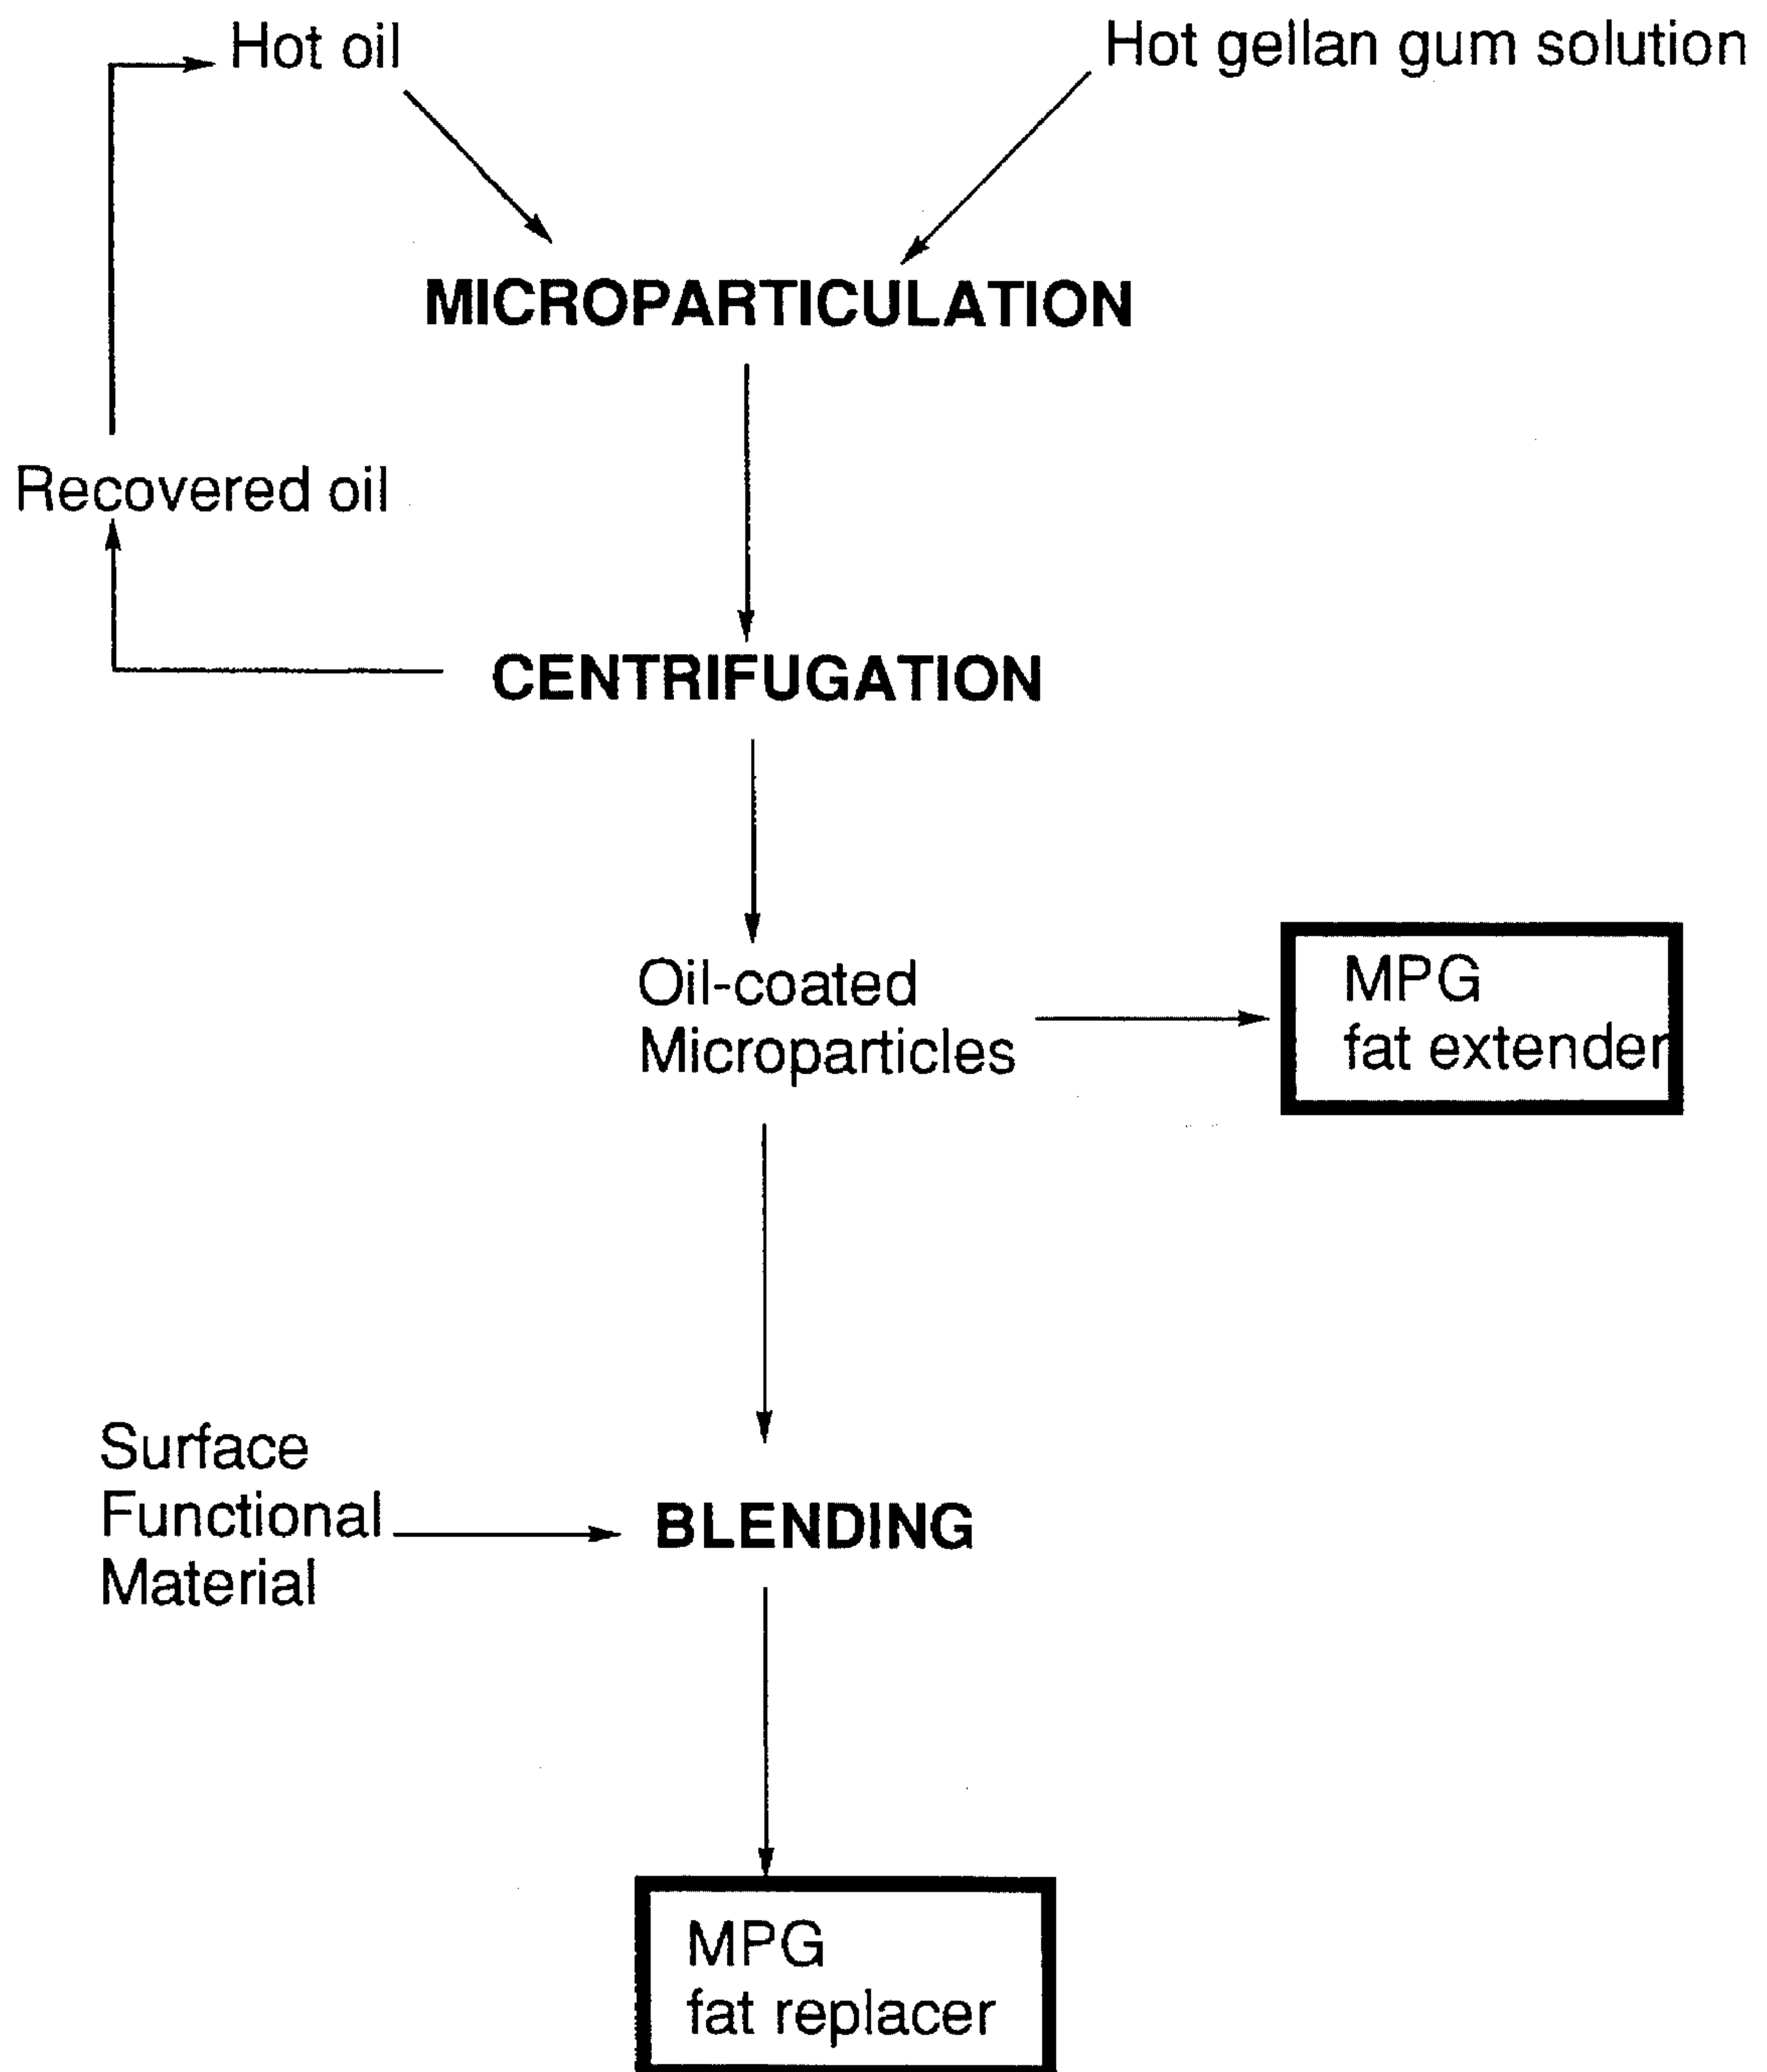 Hot oil
Hot gellan gum solution
MICROPARTICULATION
Recovered oil
CENTRIFUGATION
Oil-coated
Microparticles
MPG
fat extender
Surface
Functional
Material
BLENDING
MPG
fat replacer